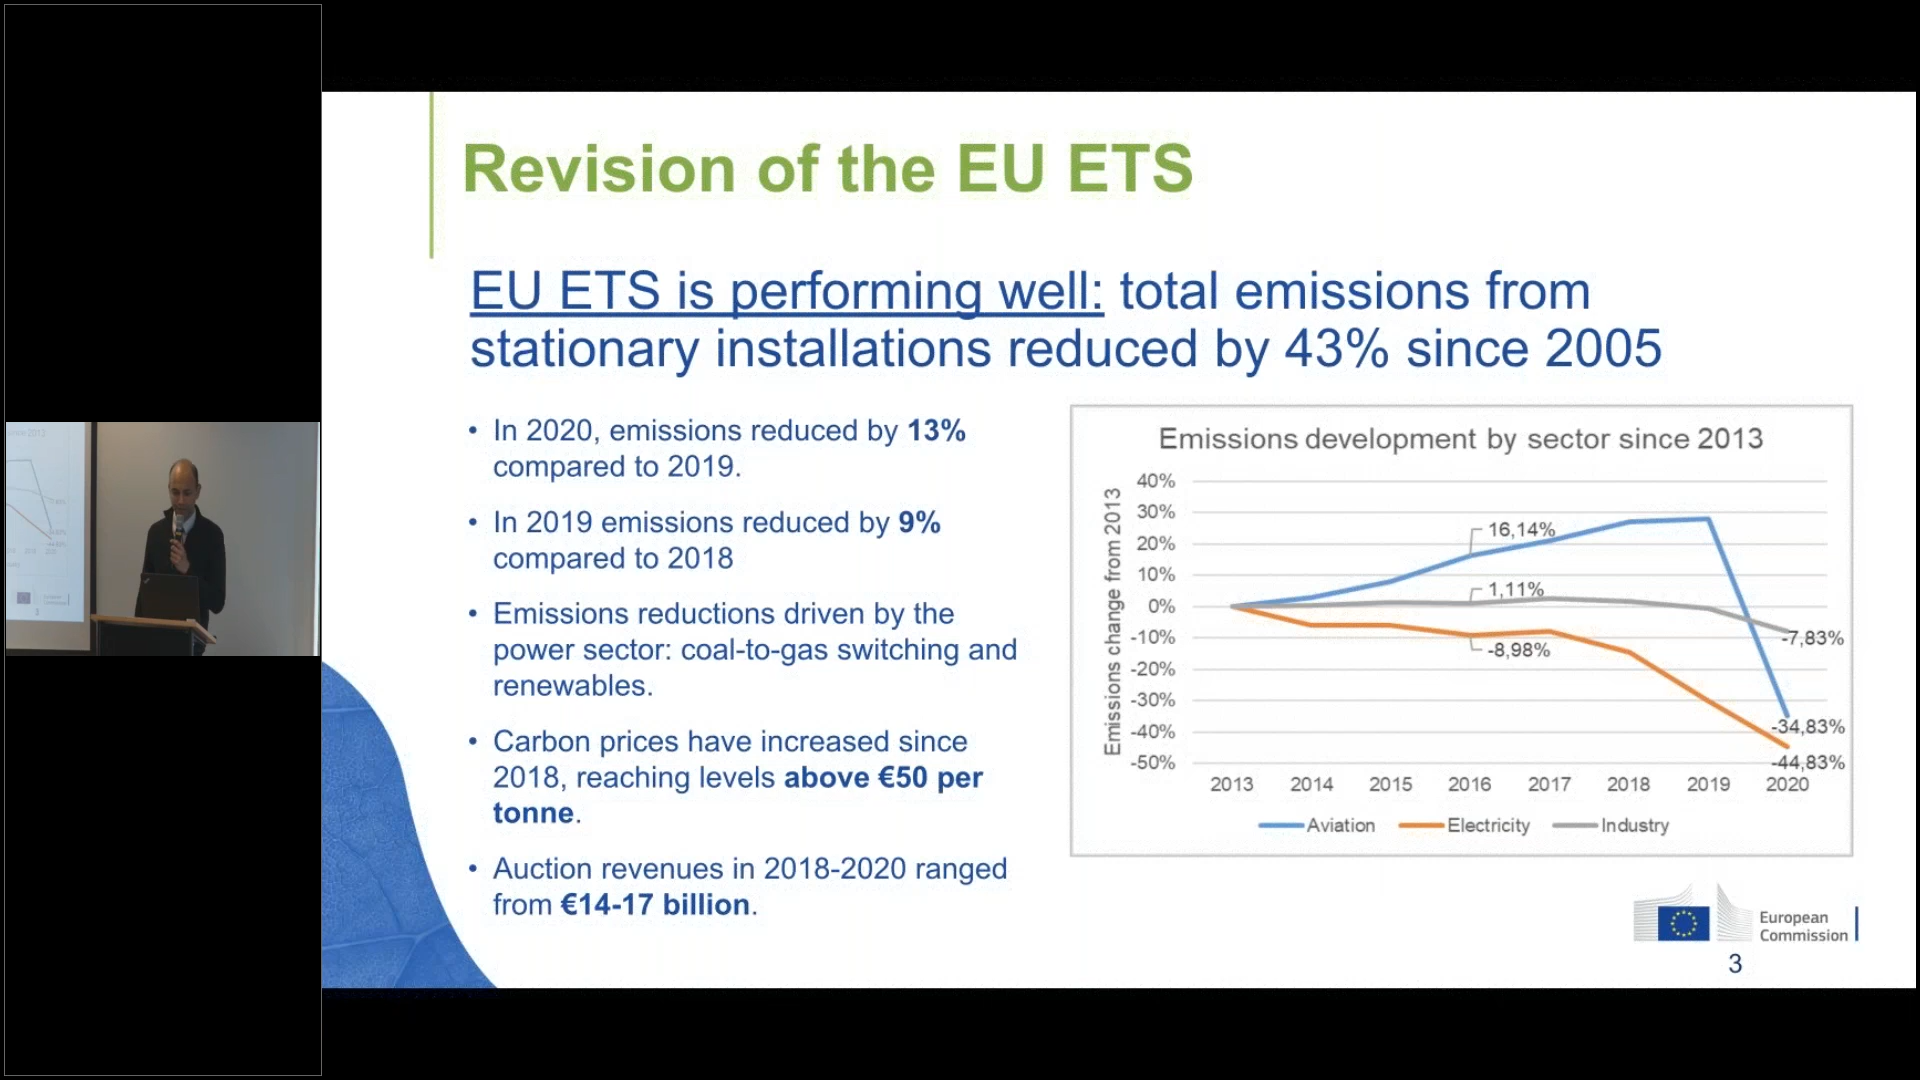 Revision of the EU ETS
EU ETS is performing well: total emissions from
stationary installations reduced by 43% since 2005
• In 2020, emissions reduced by 13%
compared to 2019.
• In 2019 emissions reduced by 9%
compared to 2018
• Emissions reductions driven by the
power sector: coal-to-gas switching and
renewables.
• Carbon prices have increased since
2018, reaching levels above €50 per
tonne.
• Auction revenues in 2018-2020 ranged
from €14-17 billion.
Emissions development by sector since 2013
Emissions change from 2013
40%
30%
20%
10%
0%
-10%
-20%
-30%
-40%
-50%
16,14%
1,11%
-8,98%
-7,83%
-34,83%
-44,83%
2013 2014 2015 2016 2017 2018 2019 2020
Aviation Electricity Industry
European
Commission
3